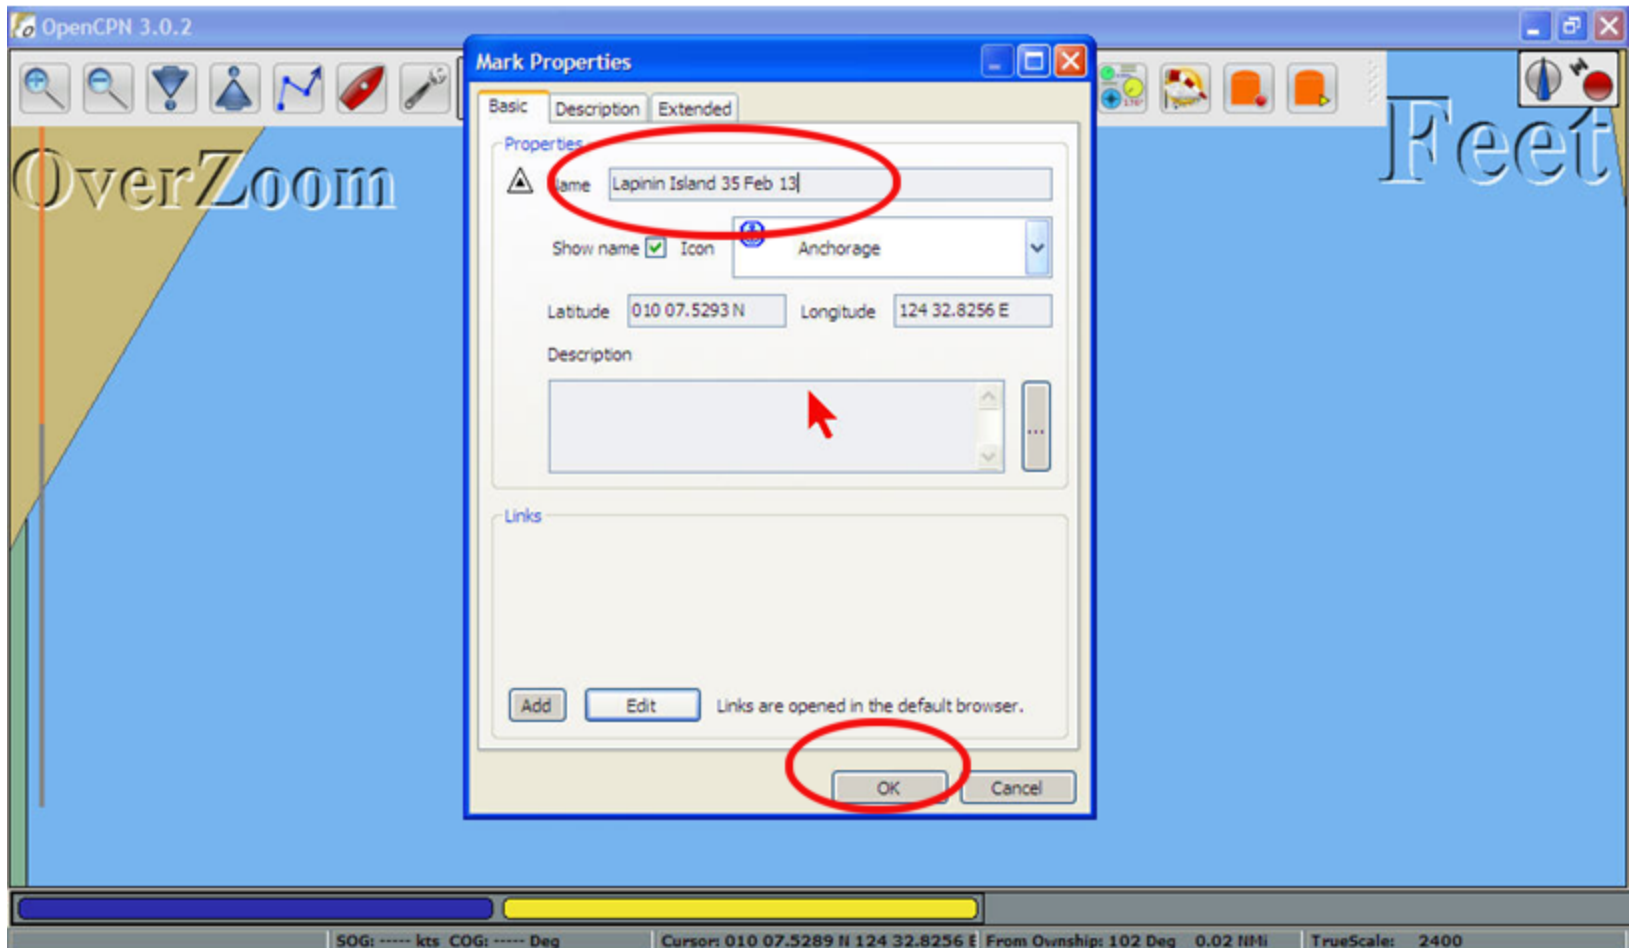 OpenCPN 3.0.2
Mark Properties
Basic Description Extended
OverZoom
Feet
Properties
Name Lapinin Island 35 Feb 13
Show name Icon Anchorage
Latitude 010 07.5293 N Longitude 124 32.8256 E
Description
...
Links
Add Edit Links are opened in the default browser.
OK Cancel
SOG: ----- kts COG: ----- Deg Cursor: 010 07.5289 N 124 32.8256 E From Ownship: 102 Deg 0.02 NMi TrueScale: 2400